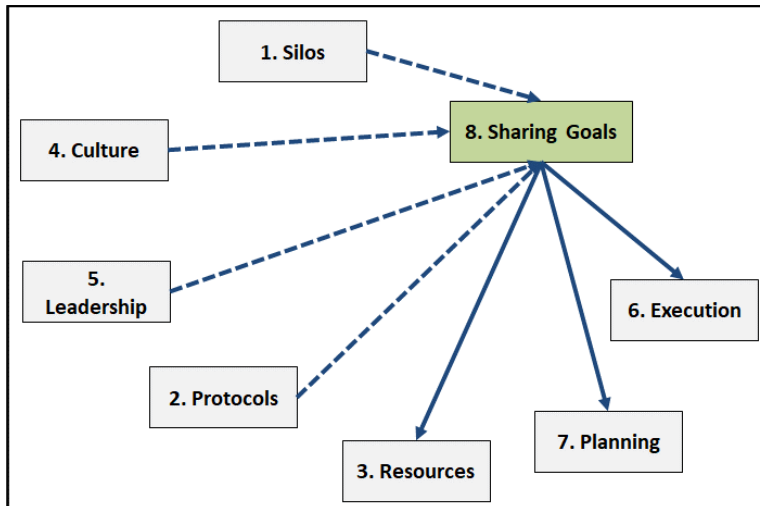 1. Silos
8. Sharing Goals
4. Culture
5.
Leadership
6. Execution
2. Protocols
7. Planning
3. Resources